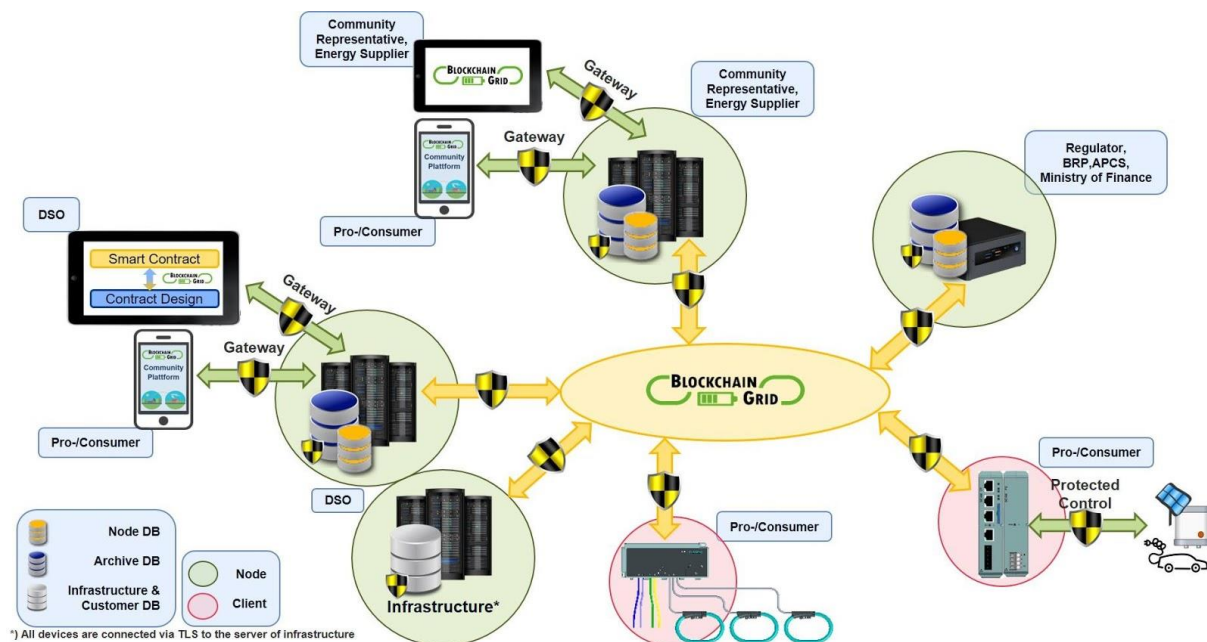 Community
Representative,
Energy Supplier
BLOCKCHAIN
GRID
Gateway
Community
Representative,
Energy Supplier
Gateway
BLOCKCHAIN
GRID
Community
Plattform
Pro-/Consumer
Regulator,
BRP,APCS,
Ministry of Finance
DSO
Smart Contract
BLOCKCHAIN
GRID
Contract Design
Gateway
Gateway
BLOCKCHAIN
GRID
Community
Plattform
Pro-/Consumer
BLOCKCHAIN
GRID
DSO
Infrastructure*
Pro-/Consumer
Pro-/Consumer
Protected
Control
Node DB
Archive DB
Infrastructure &
Customer DB
Node
Client
*) All devices are connected via TLS to the server of infrastructure